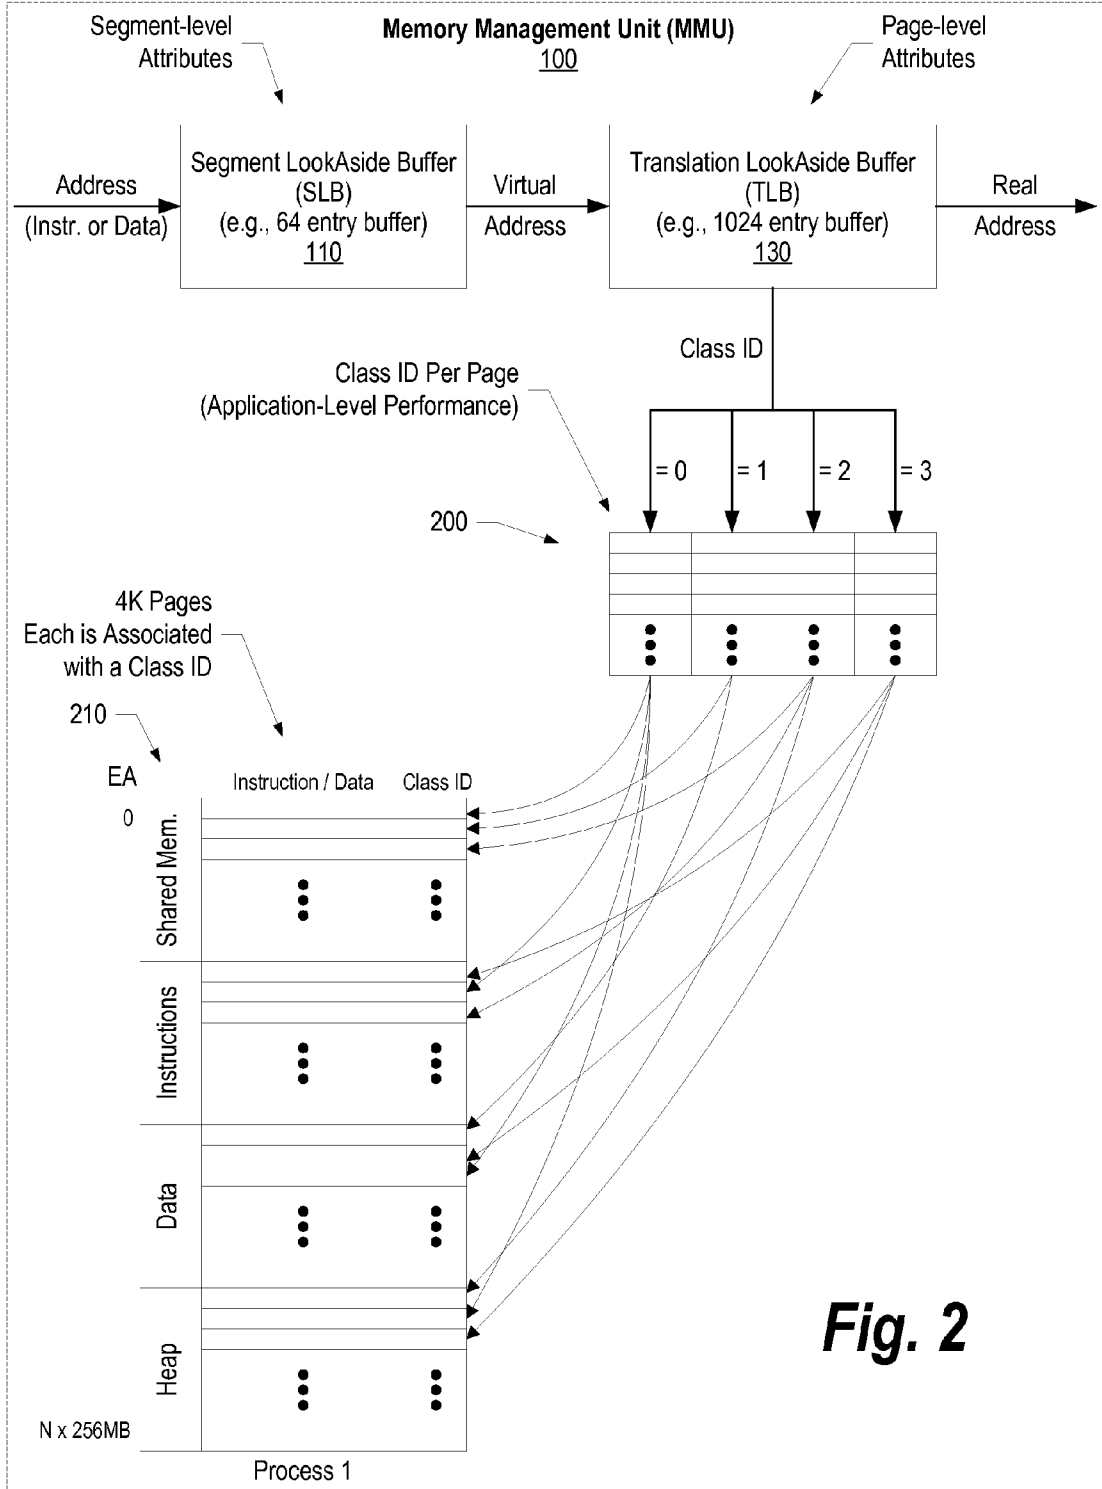 Segment-level
Attributes
Memory Management Unit (MMU)
100
Page-level
Attributes
Address
(Instr. or Data)
Segment LookAside Buffer
(SLB)
(e.g., 64 entry buffer)
110
Virtual
Address
Translation LookAside Buffer
(TLB)
(e.g., 1024 entry buffer)
130
Real
Address
Class ID
Class ID Per Page
(Application-Level Performance)
= 0
= 1
= 2
= 3
200
4K Pages
Each is Associated
with a Class ID
210
EA
Instruction / Data
Class ID
0
Shared Mem.
Instructions
Data
Heap
N x 256MB
Process 1
Fig. 2